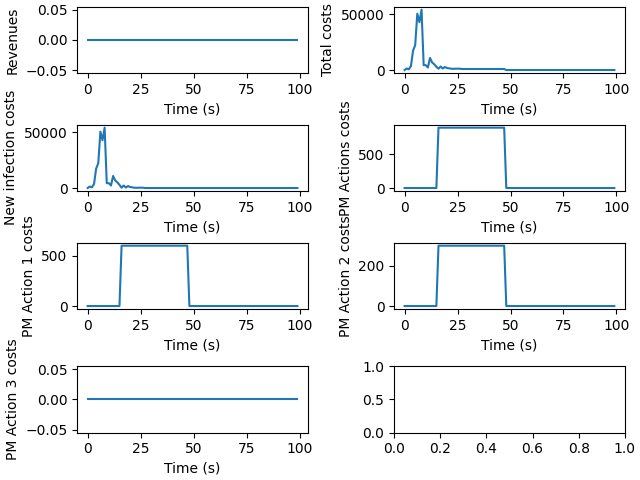 Revenues
0.05
0.00
−0.05
0 25 50 75 100
Time (s)
Total costs
50000
0
0 25 50 75 100
Time (s)
New infection costs
50000
0
0 25 50 75 100
Time (s)
PM Actions costs
500
0
0 25 50 75 100
Time (s)
PM Action 1 costs
500
0
0 25 50 75 100
Time (s)
PM Action 2 costs
200
0
0 25 50 75 100
Time (s)
PM Action 3 costs
0.05
0.00
−0.05
0 25 50 75 100
Time (s)
1.0
0.5
0.0
0.0 0.2 0.4 0.6 0.8 1.0